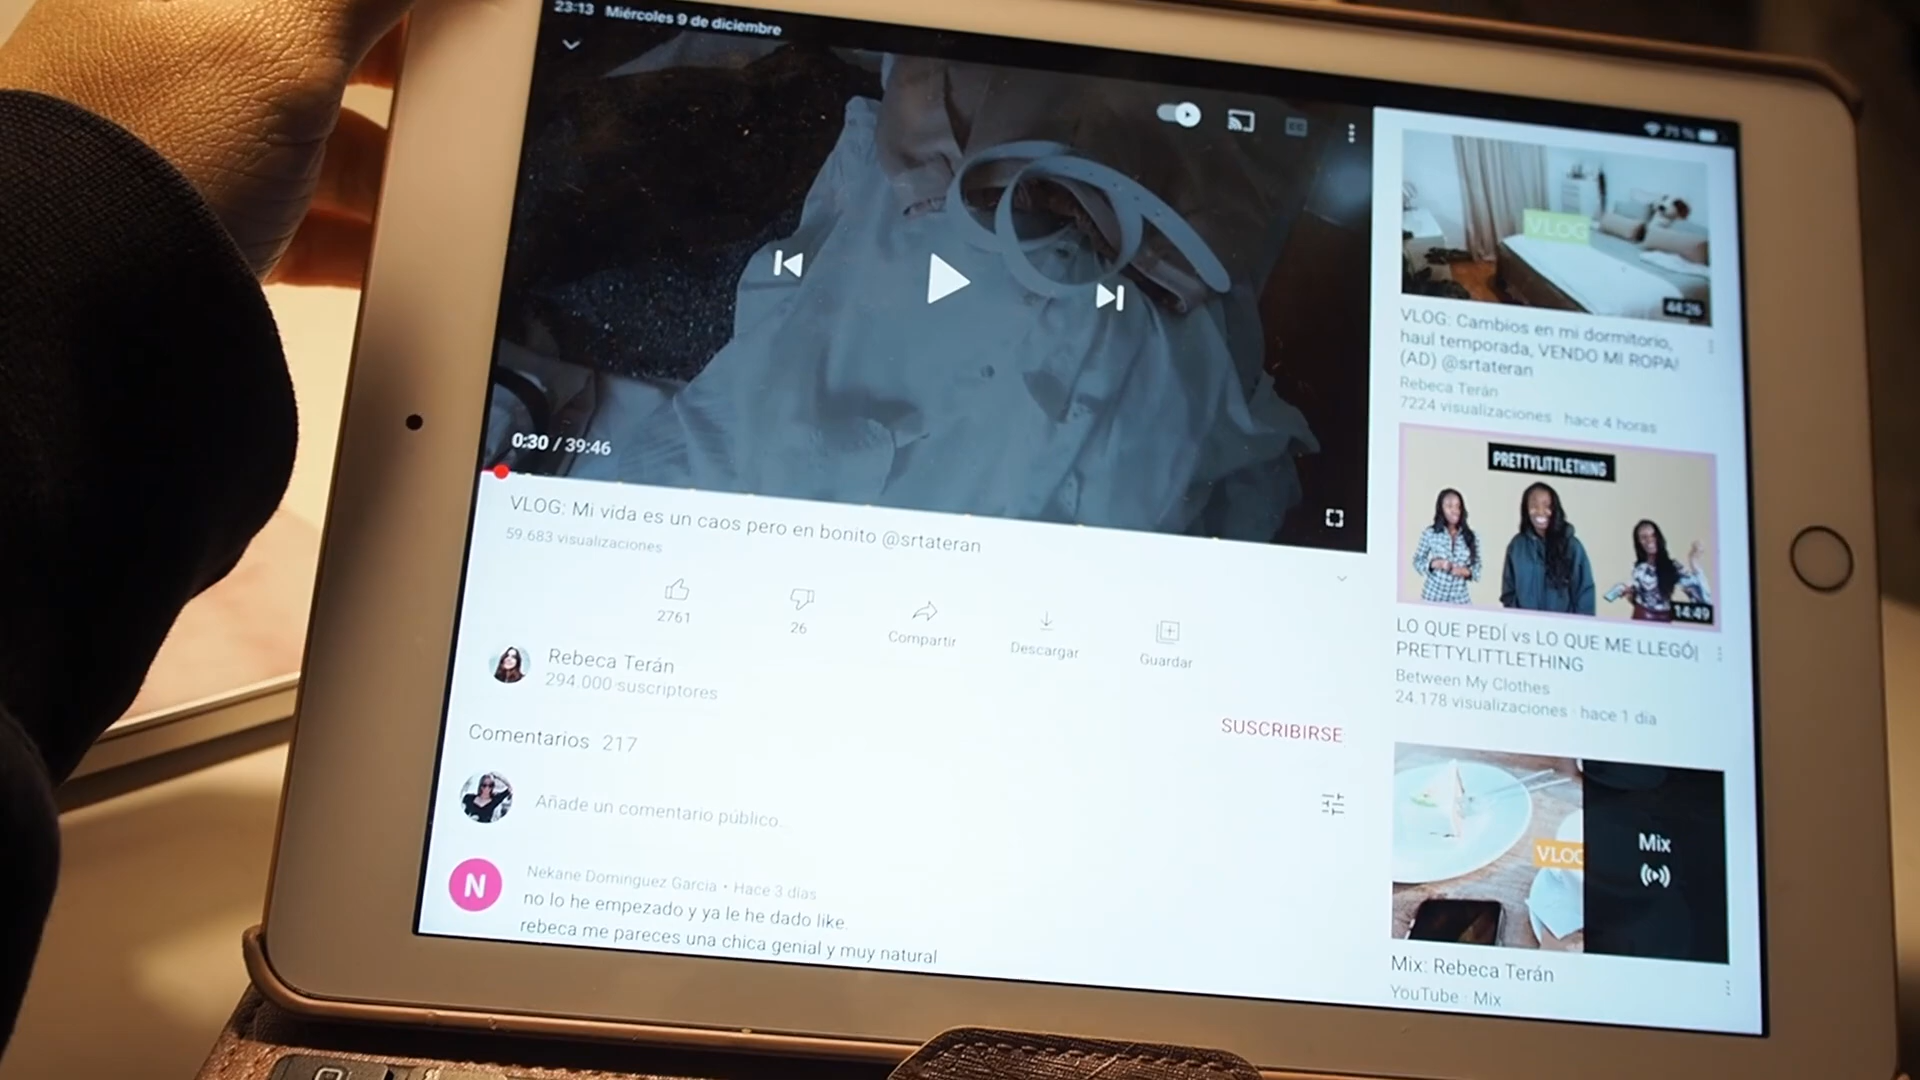 23:13 Miércoles 9 de diciembre
71 %
0:30 / 39:46
VLOG: Mi vida es un caos pero en bonito @srtateran
59.683 visualizaciones
2761
26
Compartir
Descargar
Guardar
Rebeca Terán
294.000 suscriptores
SUSCRIBIRSE
Comentarios 217
Añade un comentario público...
N
Nekane Dominguez Garcia • Hace 3 días
no lo he empezado y ya le he dado like.
rebeca me pareces una chica genial y muy natural
VLOG
44:26
VLOG: Cambios en mi dormitorio,
haul temporada, VENDO MI ROPA!
(AD) @srtateran
Rebeca Terán
7224 visualizaciones · hace 4 horas
PRETTYLITTLETHING
14:49
LO QUE PEDÍ vs LO QUE ME LLEGÓ|
PRETTYLITTLETHING
Between My Clothes
24.178 visualizaciones · hace 1 día
VLOG
Mix
Mix: Rebeca Terán
YouTube · Mix